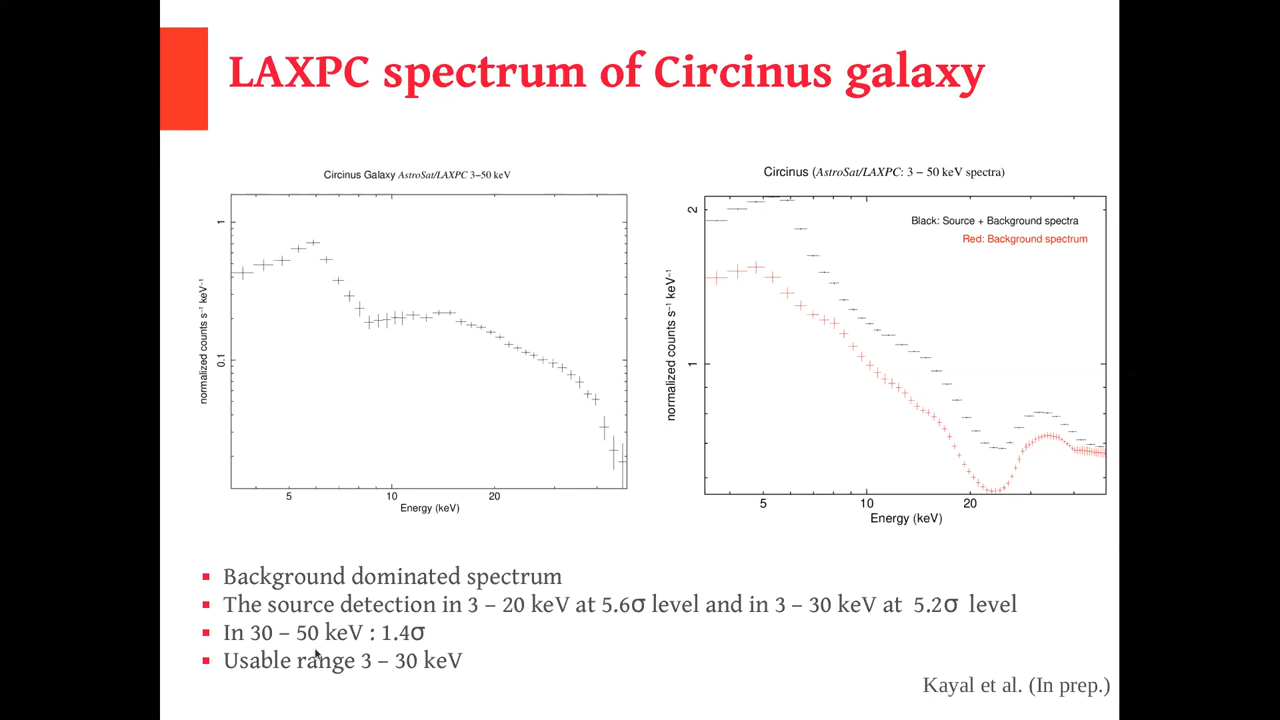 LAXPC spectrum of Circinus galaxy
Circinus Galaxy AstroSat/LAXPC 3−50 keV
normalized counts s⁻¹ keV⁻¹
1
0.1
5
10
20
Energy (keV)
Circinus (AstroSat/LAXPC: 3 − 50 keV spectra)
Black: Source + Background spectra
Red: Background spectrum
normalized counts s⁻¹ keV⁻¹
2
1
5
10
20
Energy (keV)
Background dominated spectrum
The source detection in 3 – 20 keV at 5.6σ level and in 3 – 30 keV at 5.2σ level
In 30 – 50 keV : 1.4σ
Usable range 3 – 30 keV
Kayal et al. (In prep.)